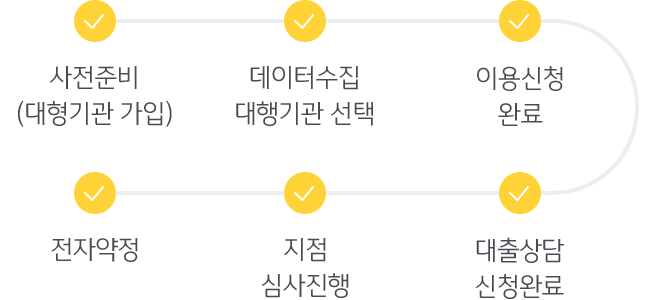 사전준비
(대형기관 가입)
데이터수집
대행기관 선택
이용신청
완료
대출상담
신청완료
지점
심사진행
전자약정